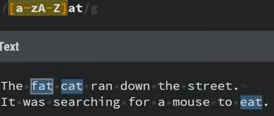 /[a-zA-Z]at/g
Text
The fat cat ran down the street.
It was searching for a mouse to eat.